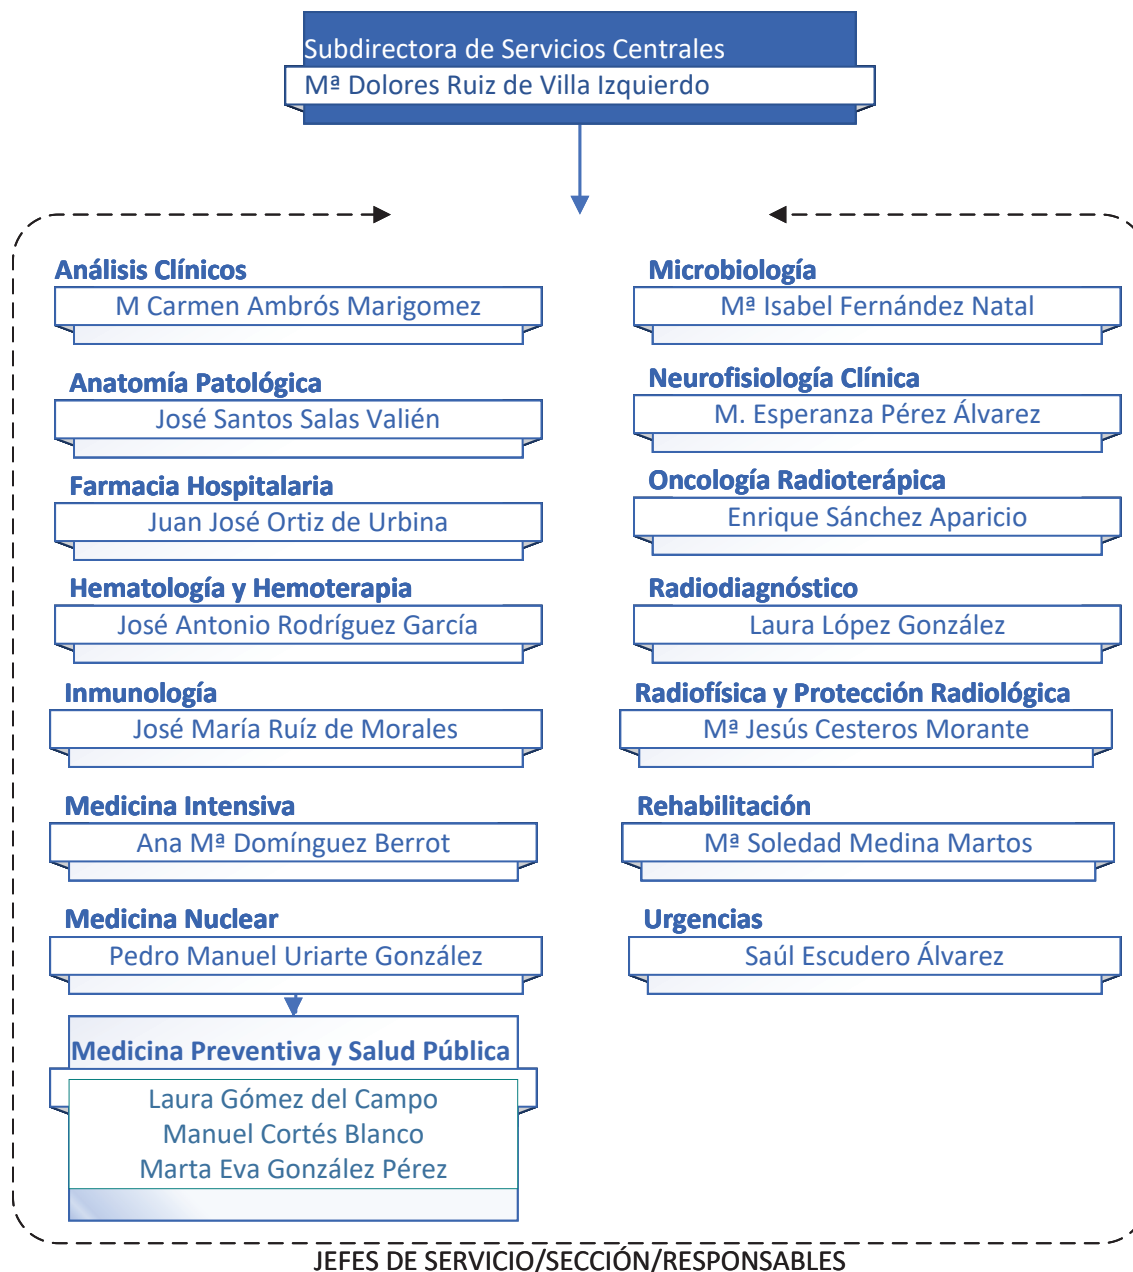 Subdirectora de Servicios Centrales
Mª Dolores Ruiz de Villa Izquierdo
Análisis Clínicos
M Carmen Ambrós Marigomez
Anatomía Patológica
José Santos Salas Valién
Farmacia Hospitalaria
Juan José Ortiz de Urbina
Hematología y Hemoterapia
José Antonio Rodríguez García
Inmunología
José María Ruíz de Morales
Medicina Intensiva
Ana Mª Domínguez Berrot
Medicina Nuclear
Pedro Manuel Uriarte González
Medicina Preventiva y Salud Pública
Laura Gómez del Campo
Manuel Cortés Blanco
Marta Eva González Pérez
Microbiología
Mª Isabel Fernández Natal
Neurofisiología Clínica
M. Esperanza Pérez Álvarez
Oncología Radioterápica
Enrique Sánchez Aparicio
Radiodiagnóstico
Laura López González
Radiofísica y Protección Radiológica
Mª Jesús Cesteros Morante
Rehabilitación
Mª Soledad Medina Martos
Urgencias
Saúl Escudero Álvarez
JEFES DE SERVICIO/SECCIÓN/RESPONSABLES